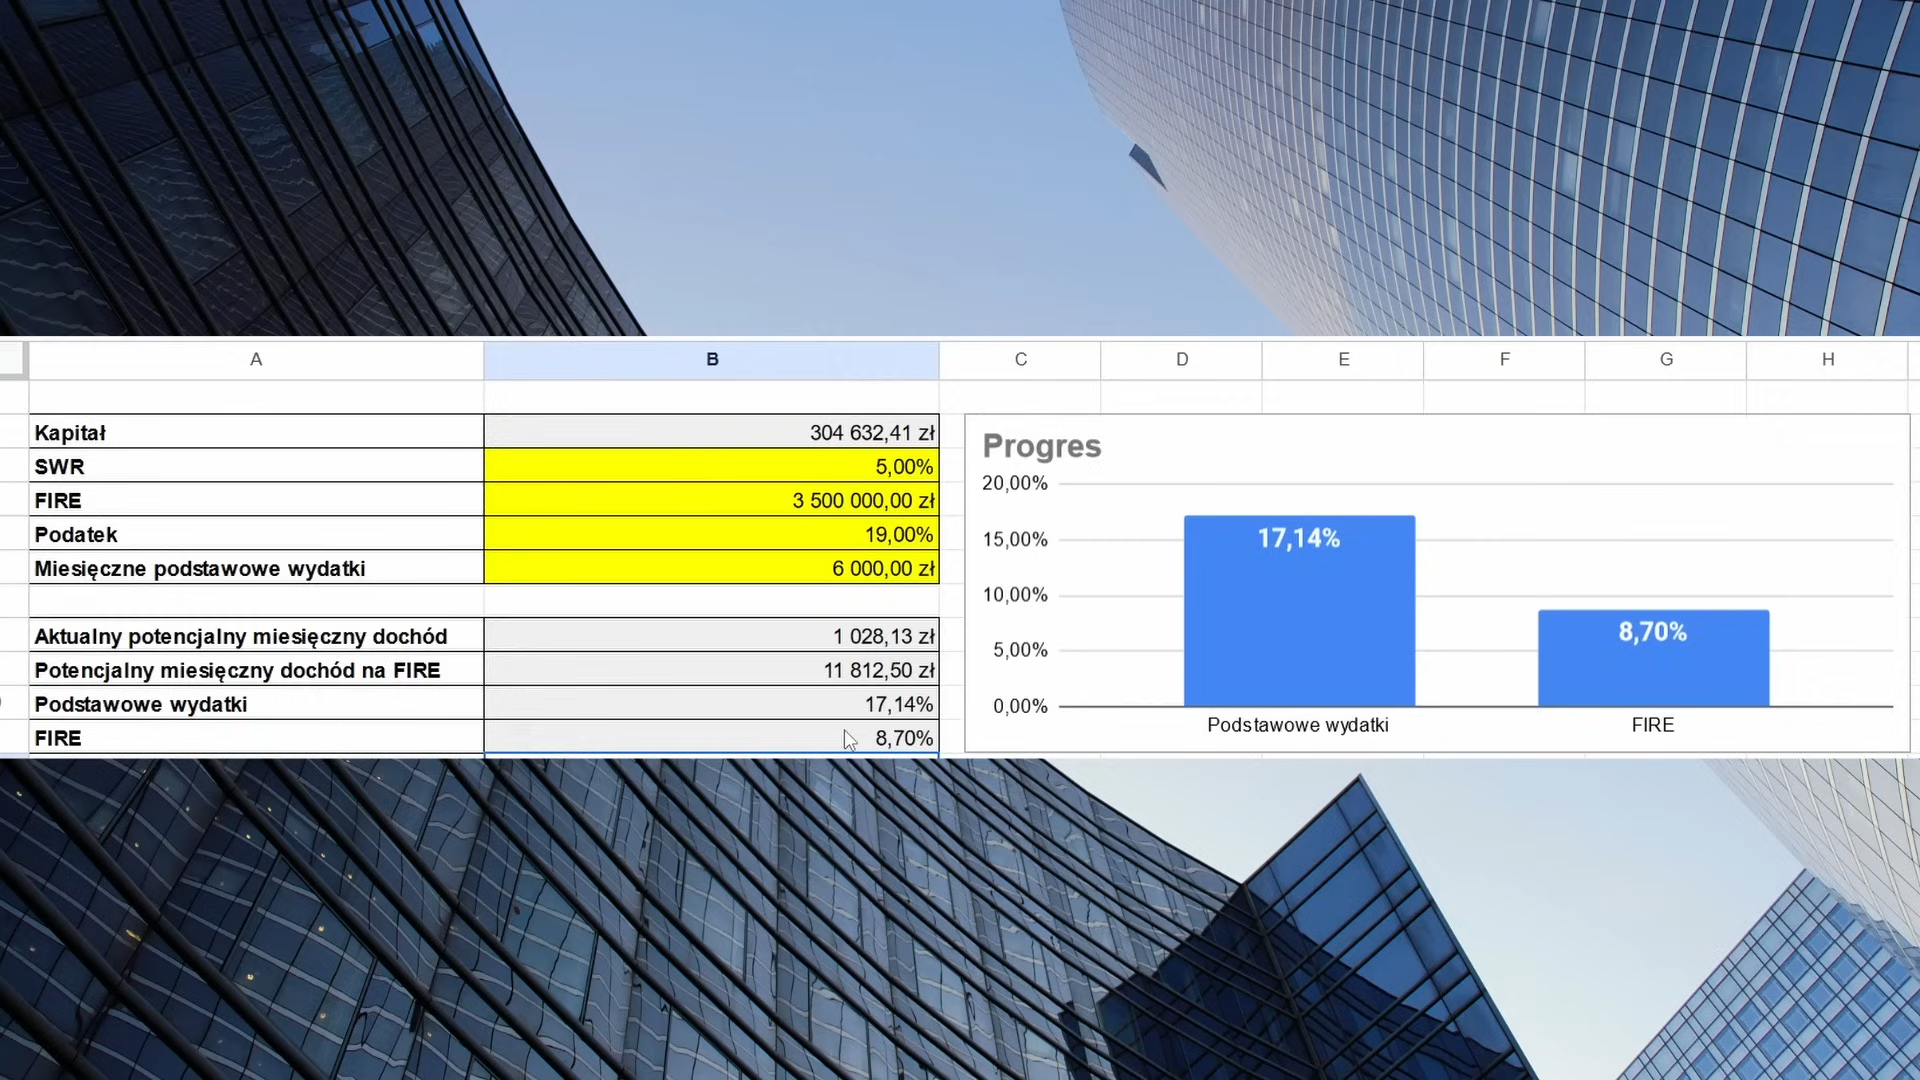 A B C D E F G H
Kapitał 304 632,41 zł
SWR 5,00%
FIRE 3 500 000,00 zł
Podatek 19,00%
Miesięczne podstawowe wydatki 6 000,00 zł
Aktualny potencjalny miesięczny dochód 1 028,13 zł
Potencjalny miesięczny dochód na FIRE 11 812,50 zł
Podstawowe wydatki 17,14%
FIRE 8,70%
Progres
20,00%
15,00%
10,00%
5,00%
0,00%
17,14%
8,70%
Podstawowe wydatki FIRE